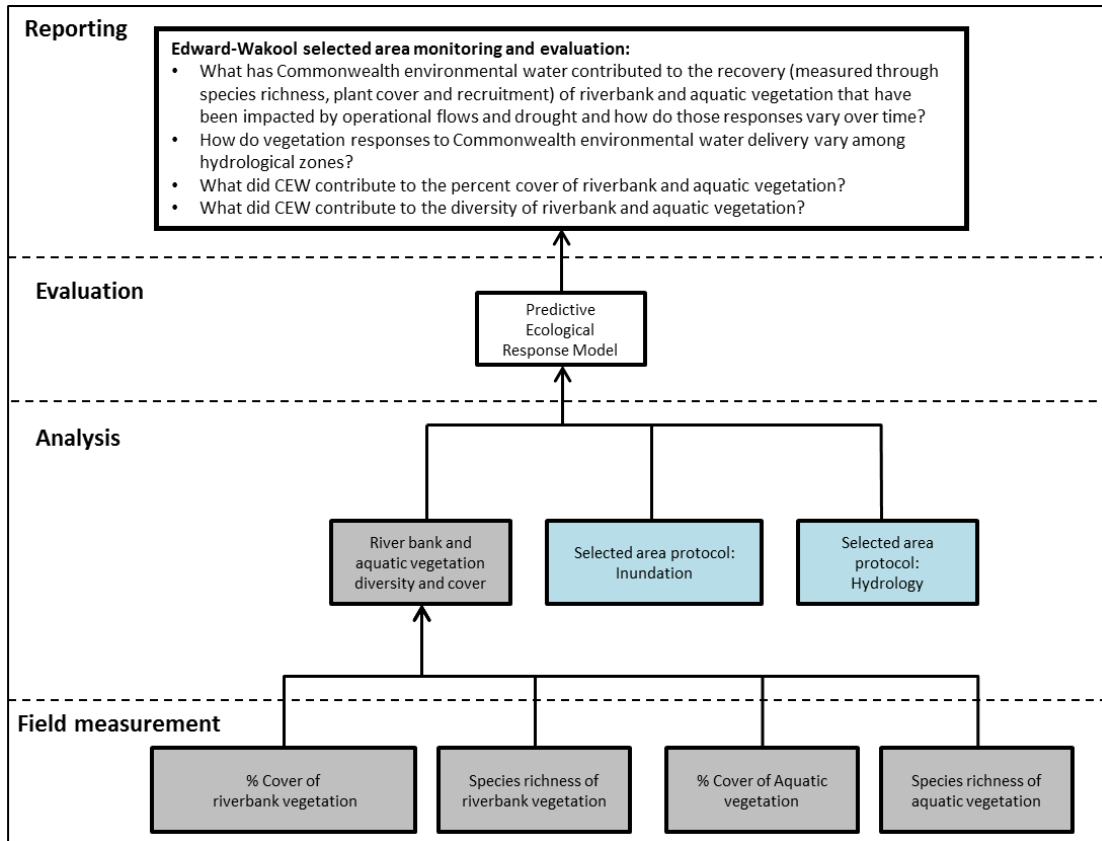 Reporting
Edward-Wakool selected area monitoring and evaluation:
• What has Commonwealth environmental water contributed to the recovery (measured through
species richness, plant cover and recruitment) of riverbank and aquatic vegetation that have
been impacted by operational flows and drought and how do those responses vary over time?
• How do vegetation responses to Commonwealth environmental water delivery vary among
hydrological zones?
• What did CEW contribute to the percent cover of riverbank and aquatic vegetation?
• What did CEW contribute to the diversity of riverbank and aquatic vegetation?
Evaluation
Predictive
Ecological
Response Model
Analysis
River bank and
aquatic vegetation
diversity and cover
Selected area protocol:
Inundation
Selected area
protocol:
Hydrology
Field measurement
% Cover of
riverbank vegetation
Species richness of
riverbank vegetation
% Cover of Aquatic
vegetation
Species richness of
aquatic vegetation